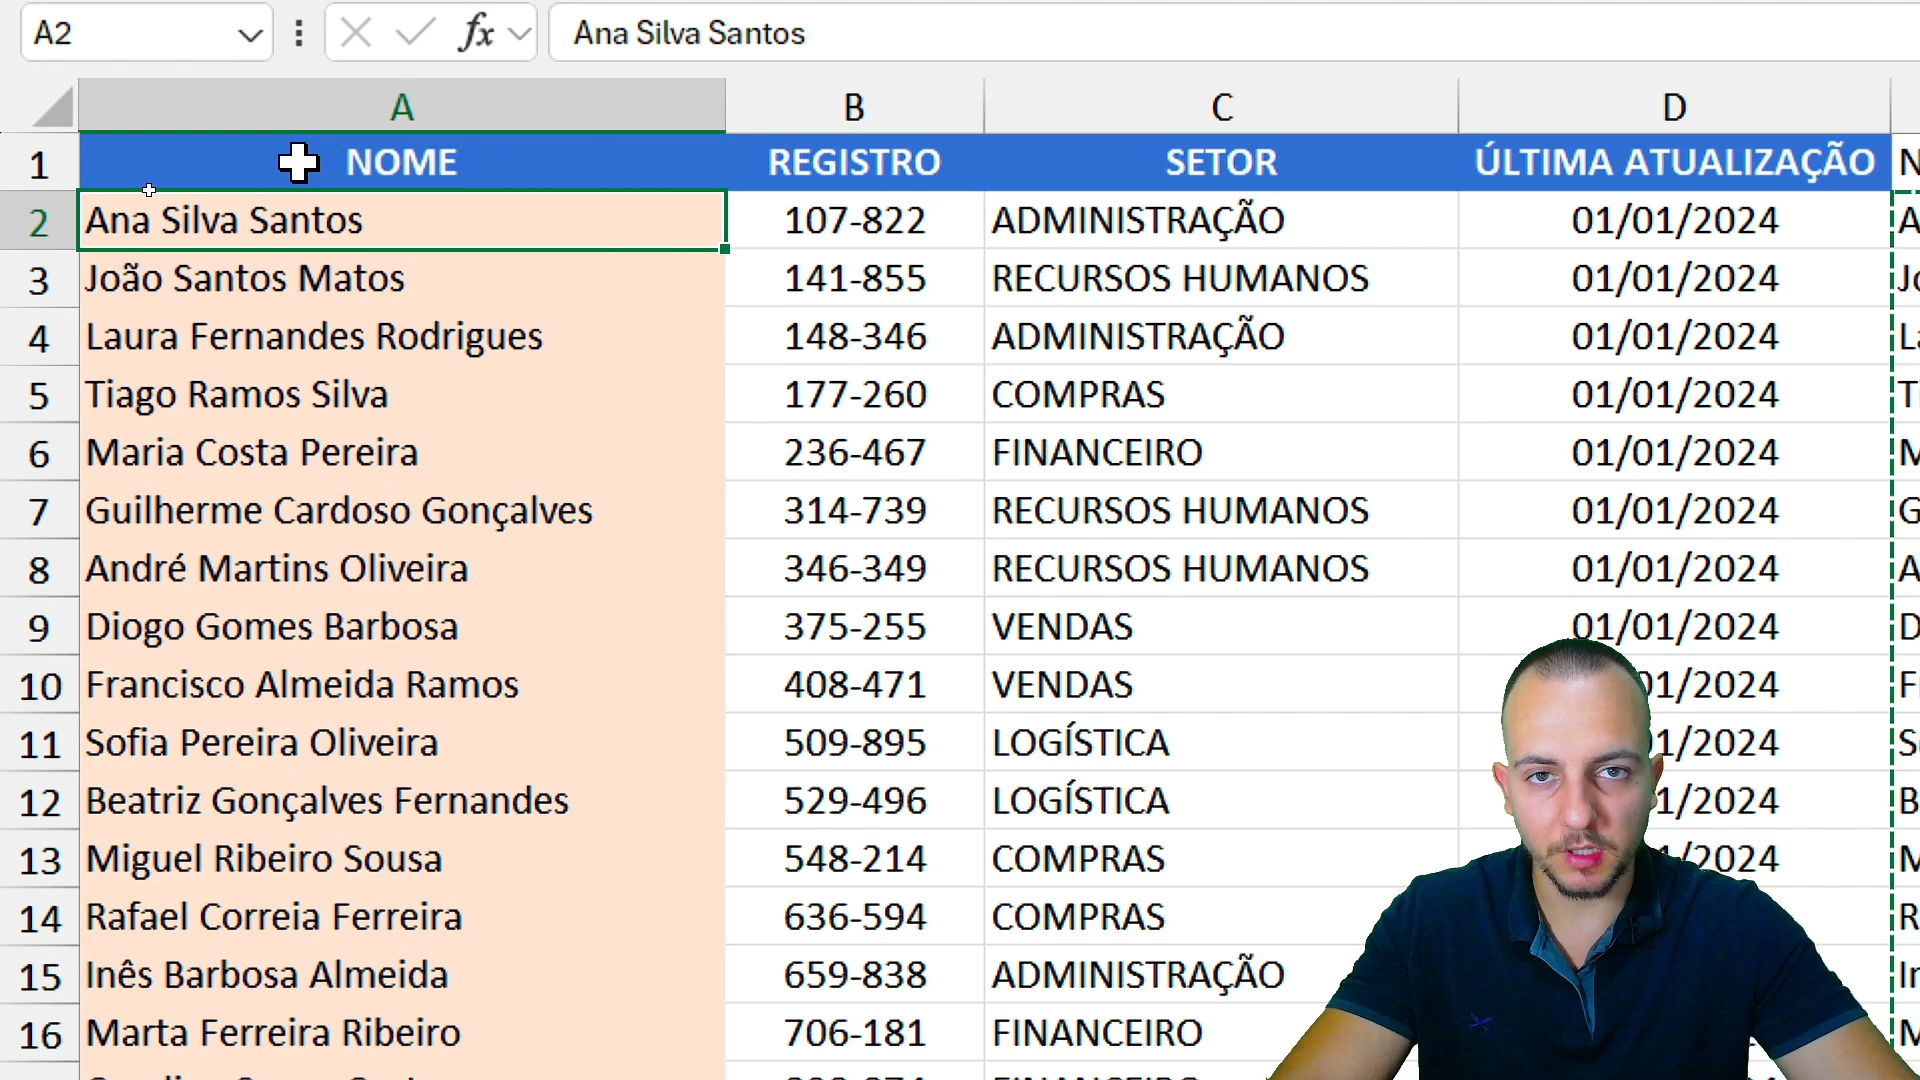 A2 fx Ana Silva Santos
A B C D
1 NOME REGISTRO SETOR ÚLTIMA ATUALIZAÇÃO N
2 Ana Silva Santos 107-822 ADMINISTRAÇÃO 01/01/2024 A
3 João Santos Matos 141-855 RECURSOS HUMANOS 01/01/2024
4 Laura Fernandes Rodrigues 148-346 ADMINISTRAÇÃO 01/01/2024
5 Tiago Ramos Silva 177-260 COMPRAS 01/01/2024
6 Maria Costa Pereira 236-467 FINANCEIRO 01/01/2024
7 Guilherme Cardoso Gonçalves 314-739 RECURSOS HUMANOS 01/01/2024
8 André Martins Oliveira 346-349 RECURSOS HUMANOS 01/01/2024
9 Diogo Gomes Barbosa 375-255 VENDAS 01/01/2024
10 Francisco Almeida Ramos 408-471 VENDAS 01/2024
11 Sofia Pereira Oliveira 509-895 LOGÍSTICA 1/2024
12 Beatriz Gonçalves Fernandes 529-496 LOGÍSTICA 1/2024
13 Miguel Ribeiro Sousa 548-214 COMPRAS /2024
14 Rafael Correia Ferreira 636-594 COMPRAS
15 Inês Barbosa Almeida 659-838 ADMINISTRAÇÃO
16 Marta Ferreira Ribeiro 706-181 FINANCEIRO